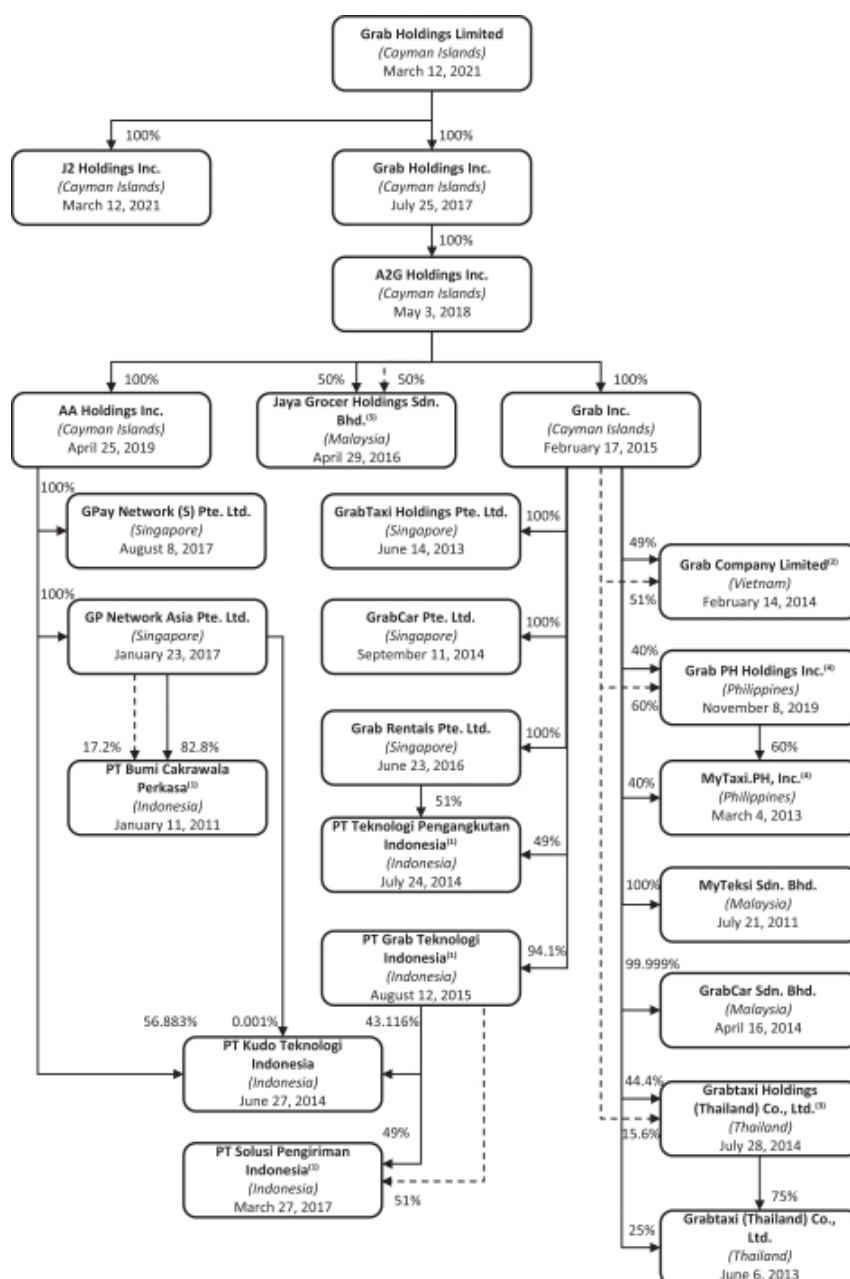 Grab Holdings Limited
(Cayman Islands)
March 12, 2021
100%
100%
J2 Holdings Inc.
(Cayman Islands)
March 12, 2021
Grab Holdings Inc.
(Cayman Islands)
July 25, 2017
100%
A2G Holdings Inc.
(Cayman Islands)
May 3, 2018
100%
50%
50%
100%
AA Holdings Inc.
(Cayman Islands)
April 25, 2019
Jaya Grocer Holdings Sdn.
Bhd.(5)
(Malaysia)
April 29, 2016
Grab Inc.
(Cayman Islands)
February 17, 2015
100%
GPay Network (S) Pte. Ltd.
(Singapore)
August 8, 2017
GrabTaxi Holdings Pte. Ltd.
(Singapore)
June 14, 2013
100%
49%
Grab Company Limited(2)
(Vietnam)
February 14, 2014
51%
100%
GP Network Asia Pte. Ltd.
(Singapore)
January 23, 2017
GrabCar Pte. Ltd.
(Singapore)
September 11, 2014
100%
40%
Grab PH Holdings Inc.(4)
(Philippines)
November 8, 2019
60%
60%
17.2%
82.8%
PT Bumi Cakrawala
Perkasa(1)
(Indonesia)
January 11, 2011
Grab Rentals Pte. Ltd.
(Singapore)
June 23, 2016
100%
51%
40%
MyTaxi.PH, Inc.(4)
(Philippines)
March 4, 2013
PT Teknologi Pengangkutan
Indonesia(1)
(Indonesia)
July 24, 2014
49%
100%
MyTeksi Sdn. Bhd.
(Malaysia)
July 21, 2011
PT Grab Teknologi
Indonesia(1)
(Indonesia)
August 12, 2015
94.1%
99.999%
GrabCar Sdn. Bhd.
(Malaysia)
April 16, 2014
56.883%
0.001%
43.116%
PT Kudo Teknologi
Indonesia
(Indonesia)
June 27, 2014
44.4%
Grabtaxi Holdings
(Thailand) Co., Ltd.(3)
(Thailand)
July 28, 2014
15.6%
49%
PT Solusi Pengiriman
Indonesia(1)
(Indonesia)
March 27, 2017
51%
75%
25%
Grabtaxi (Thailand) Co.,
Ltd.
(Thailand)
June 6, 2013